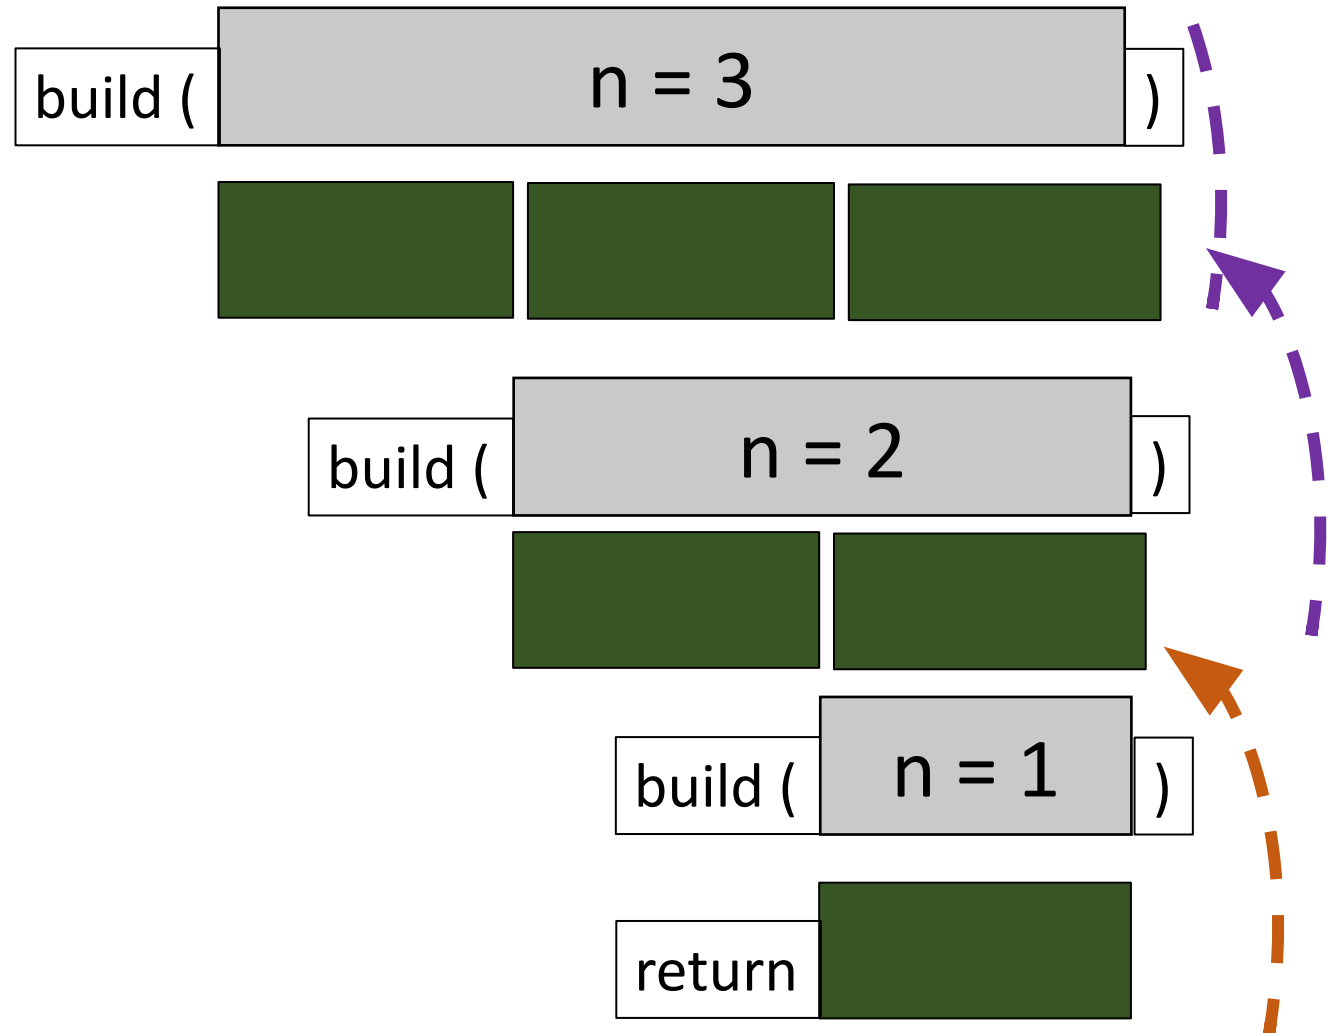 build ( n = 3 )
build ( n = 2 )
build ( n = 1 )
return